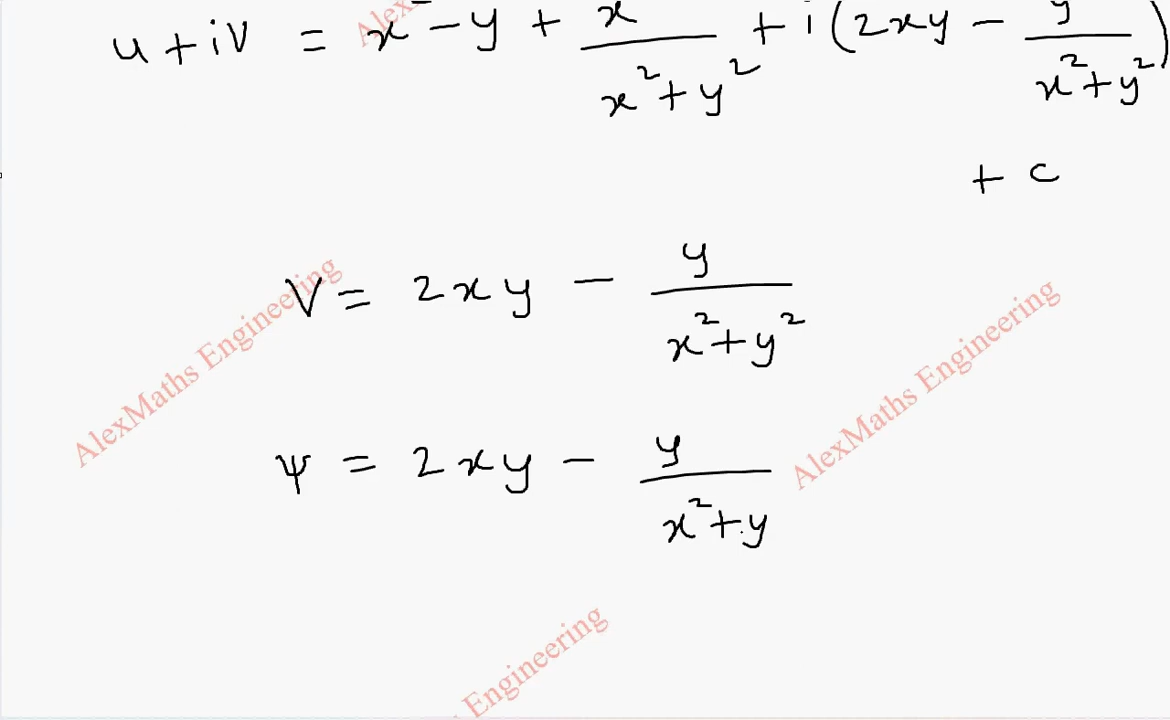 u + iv = x² - y + x/(x² + y²) + i(2xy - y/(x² + y²))
+ c
V = 2xy - y/(x² + y²)
ψ = 2xy - y/(x² + y)
AlexMaths Engineering
AlexMaths Engineering
Engineering